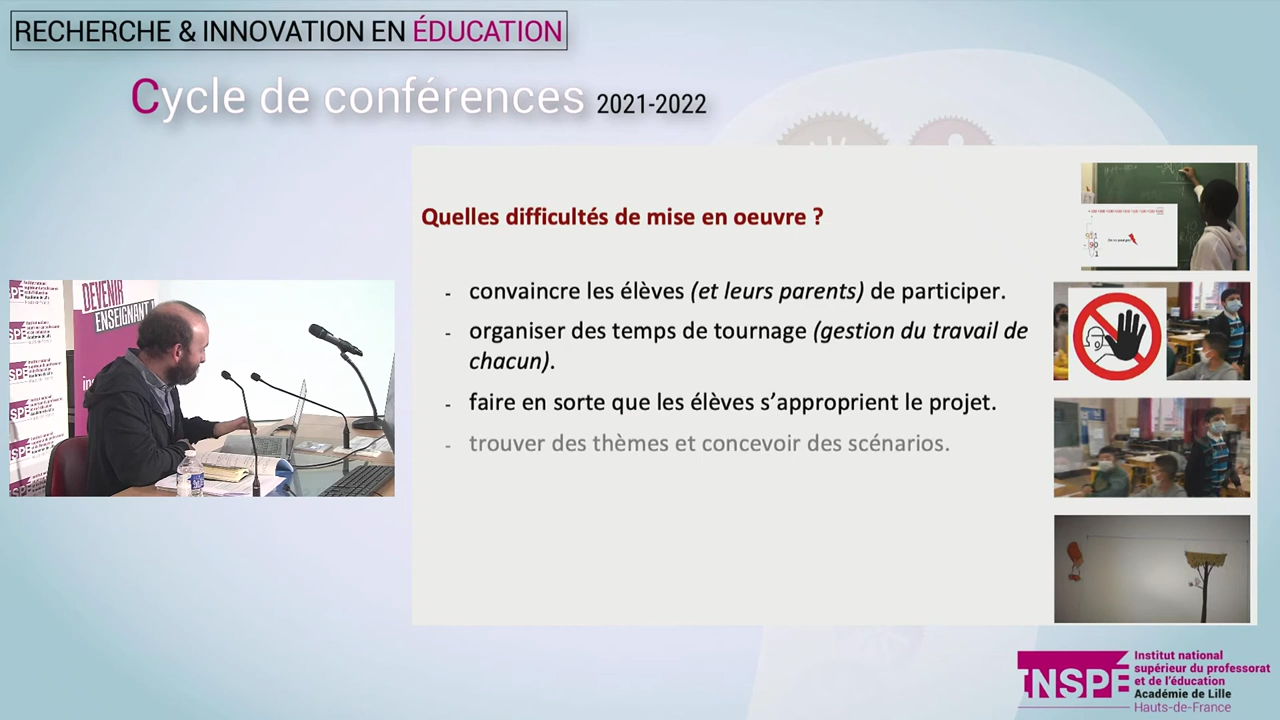 RECHERCHE & INNOVATION EN ÉDUCATION
Cycle de conférences 2021-2022
Quelles difficultés de mise en oeuvre ?
- convaincre les élèves (et leurs parents) de participer.
- organiser des temps de tournage (gestion du travail de
chacun).
- faire en sorte que les élèves s’approprient le projet.
- trouver des thèmes et concevoir des scénarios.
DEVENIR
ENSEIGNANT
INSPÉ
Institut national
supérieur du professorat
et de l’éducation
Académie de Lille
Hauts-de-France